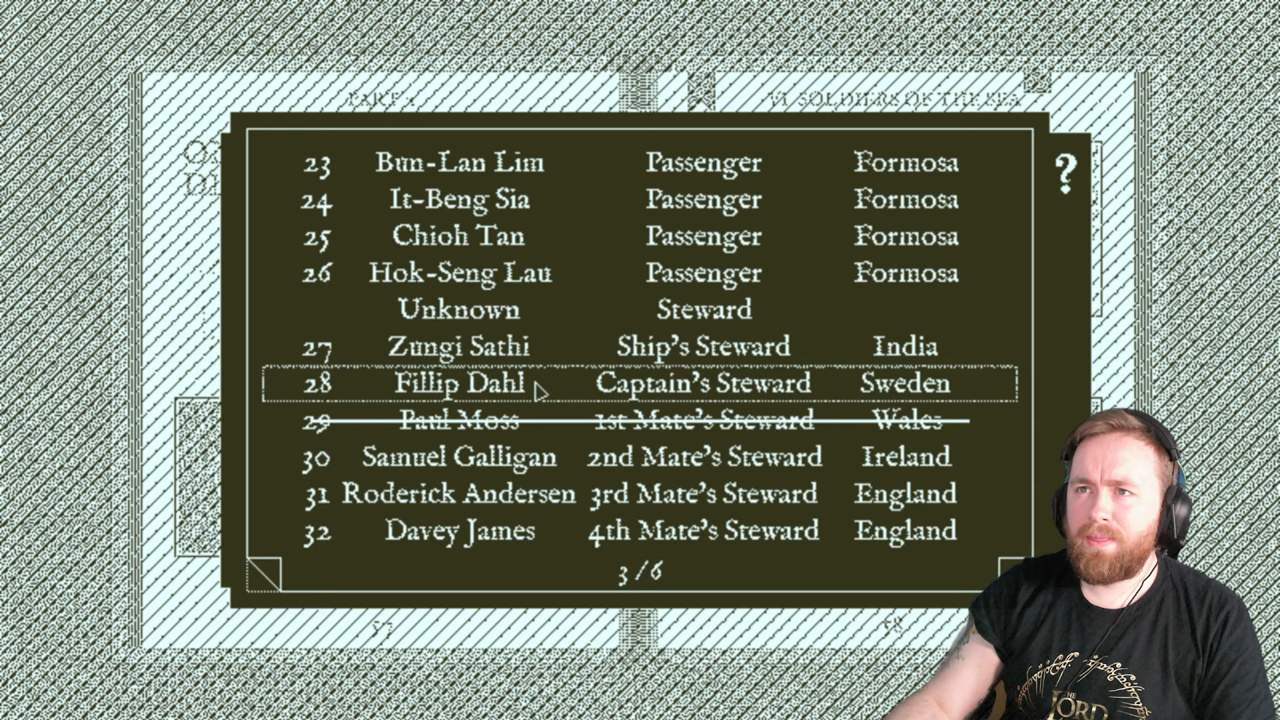 PART 1
VI. SOLDIERS OF THE SEA
?
23 Bun-Lan Lim Passenger Formosa
24 It-Beng Sia Passenger Formosa
25 Chioh Tan Passenger Formosa
26 Hok-Seng Lau Passenger Formosa
Unknown Steward
27 Zungi Sathi Ship's Steward India
28 Fillip Dahl Captain's Steward Sweden
29 Paul Moss 1st Mate's Steward Wales
30 Samuel Galligan 2nd Mate's Steward Ireland
31 Roderick Andersen 3rd Mate's Steward England
32 Davey James 4th Mate's Steward England
3/6
57
58
THE
LORD